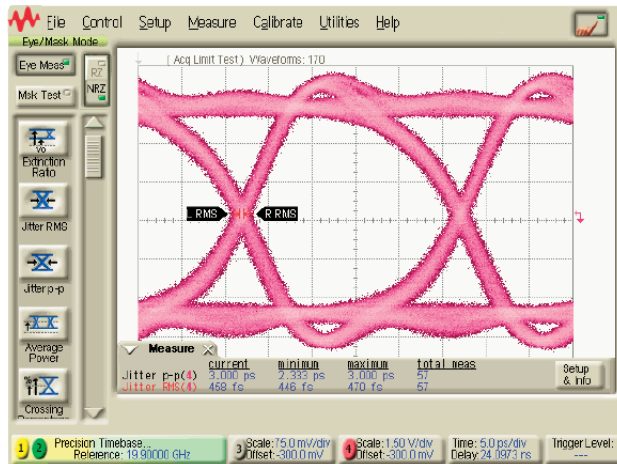 File Control Setup Measure Calibrate Utilities Help
Eye/Mask Mode
Eye Meas
RZ
NRZ
Msk Test
(Acq Limit Test) Waveforms: 170
Extinction
Ratio
Jitter RMS
Jitter p-p
Average
Power
Crossing
L RMS R RMS
Measure
current minimum maximum total meas
Jitter p-p(4) 3.000 ps 2.333 ps 3.000 ps 57
Jitter RMS(4) 458 fs 446 fs 470 fs 57
Setup
& Info
1 2 Precision Timebase...
Reference: 19.90000 GHz
3 Scale:75.0 mV/div
Offset:-300.0 mV
4 Scale:1.50 V/div
Offset:-300.0 mV
Time: 5.0 ps/div
Delay:24.0973 ns
Trigger Level:
---